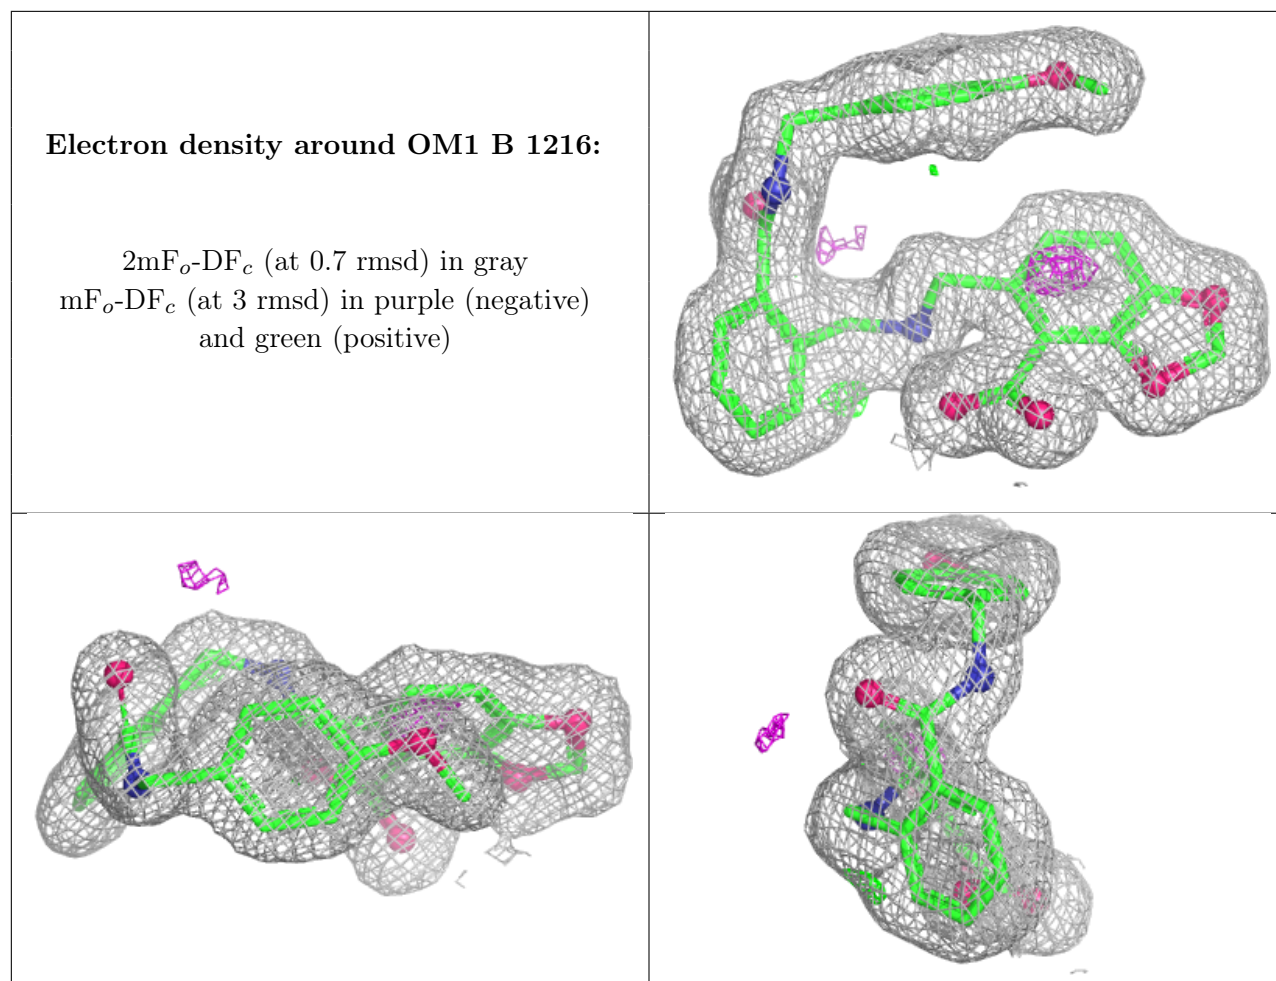 Electron density around OM1 B 1216:
2mFo-DFc (at 0.7 rmsd) in gray
mFo-DFc (at 3 rmsd) in purple (negative)
and green (positive)